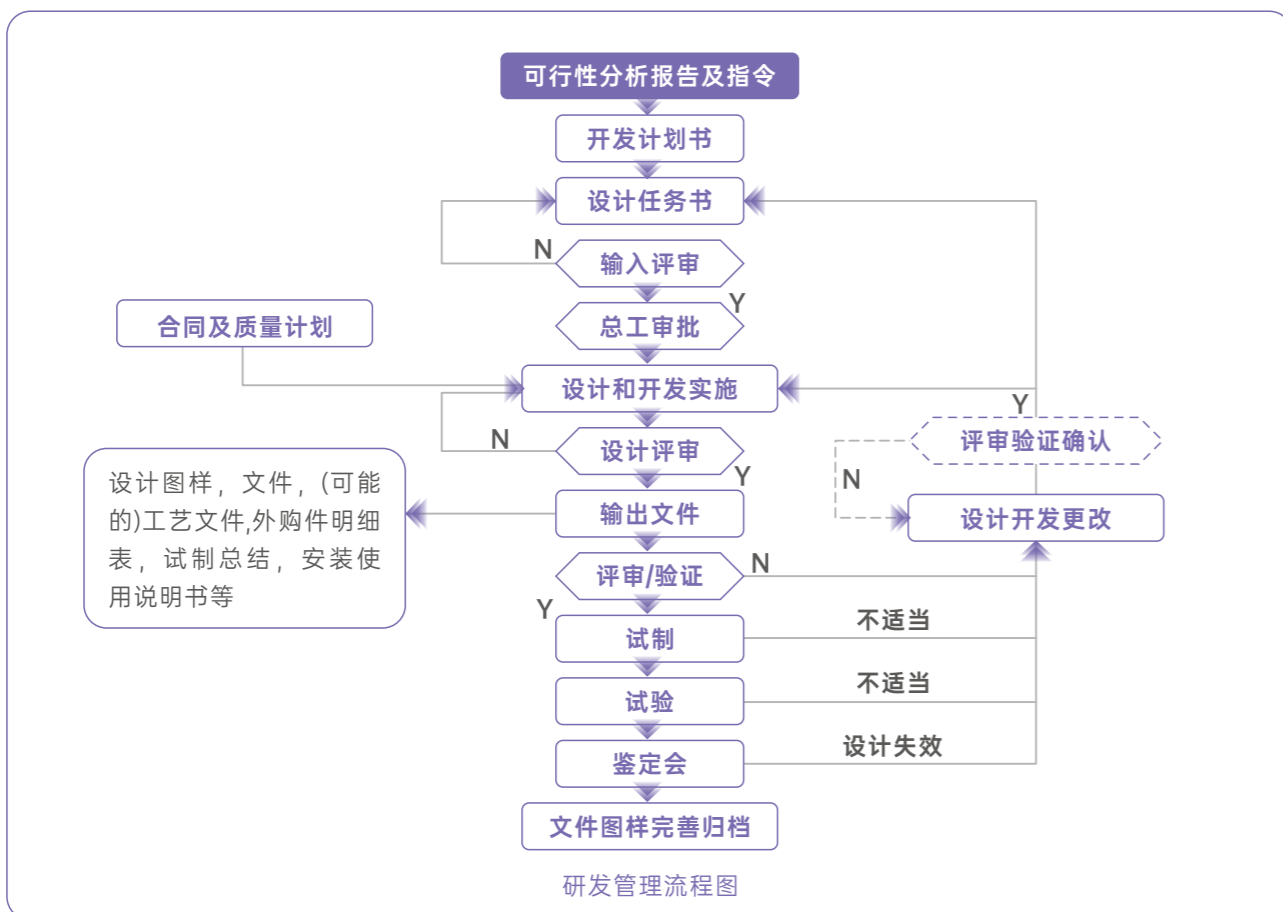 可行性分析报告及指令
开发计划书
设计任务书
N
输入评审
Y
总工审批
合同及质量计划
设计和开发实施
Y
N
设计评审
评审验证确认
Y
N
设计图样，文件，(可能
的)工艺文件,外购件明细
表，试制总结，安装使
用说明书等
输出文件
设计开发更改
评审/验证
N
Y
试制
不适当
试验
不适当
鉴定会
设计失效
文件图样完善归档
研发管理流程图